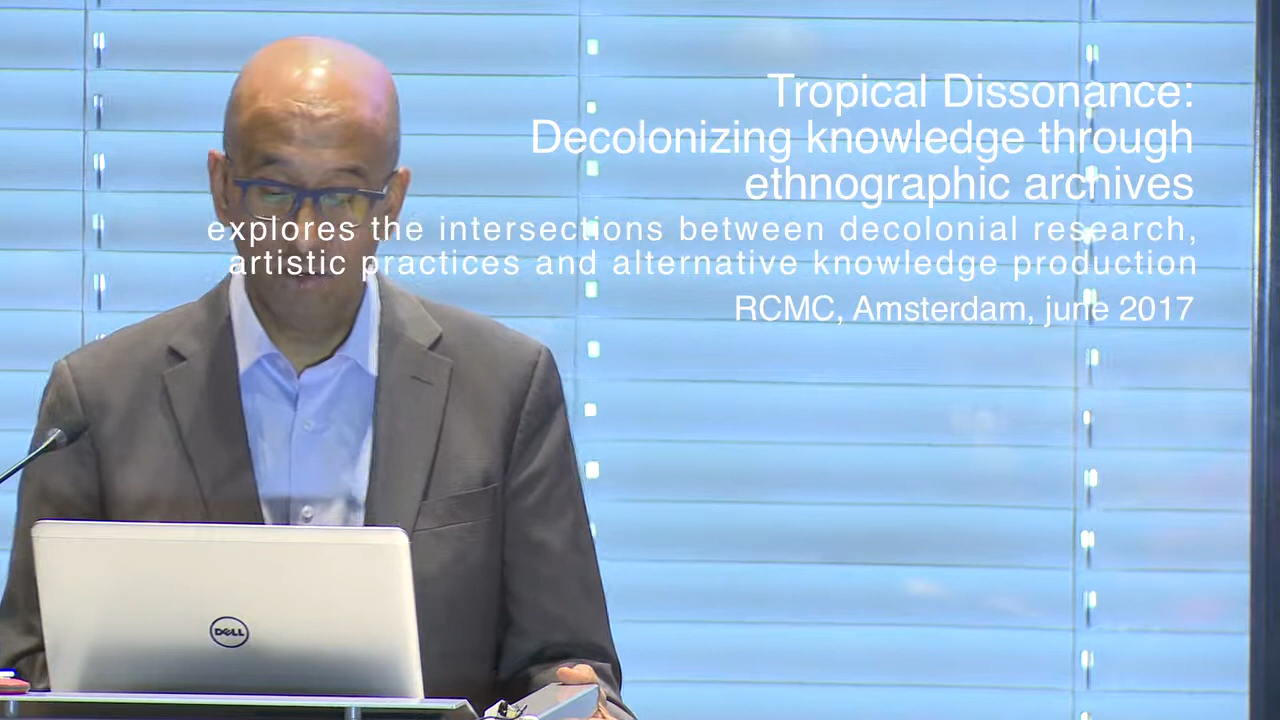 Tropical Dissonance:
Decolonizing knowledge through
ethnographic archives
explores the intersections between decolonial research,
artistic practices and alternative knowledge production
RCMC, Amsterdam, june 2017
DELL